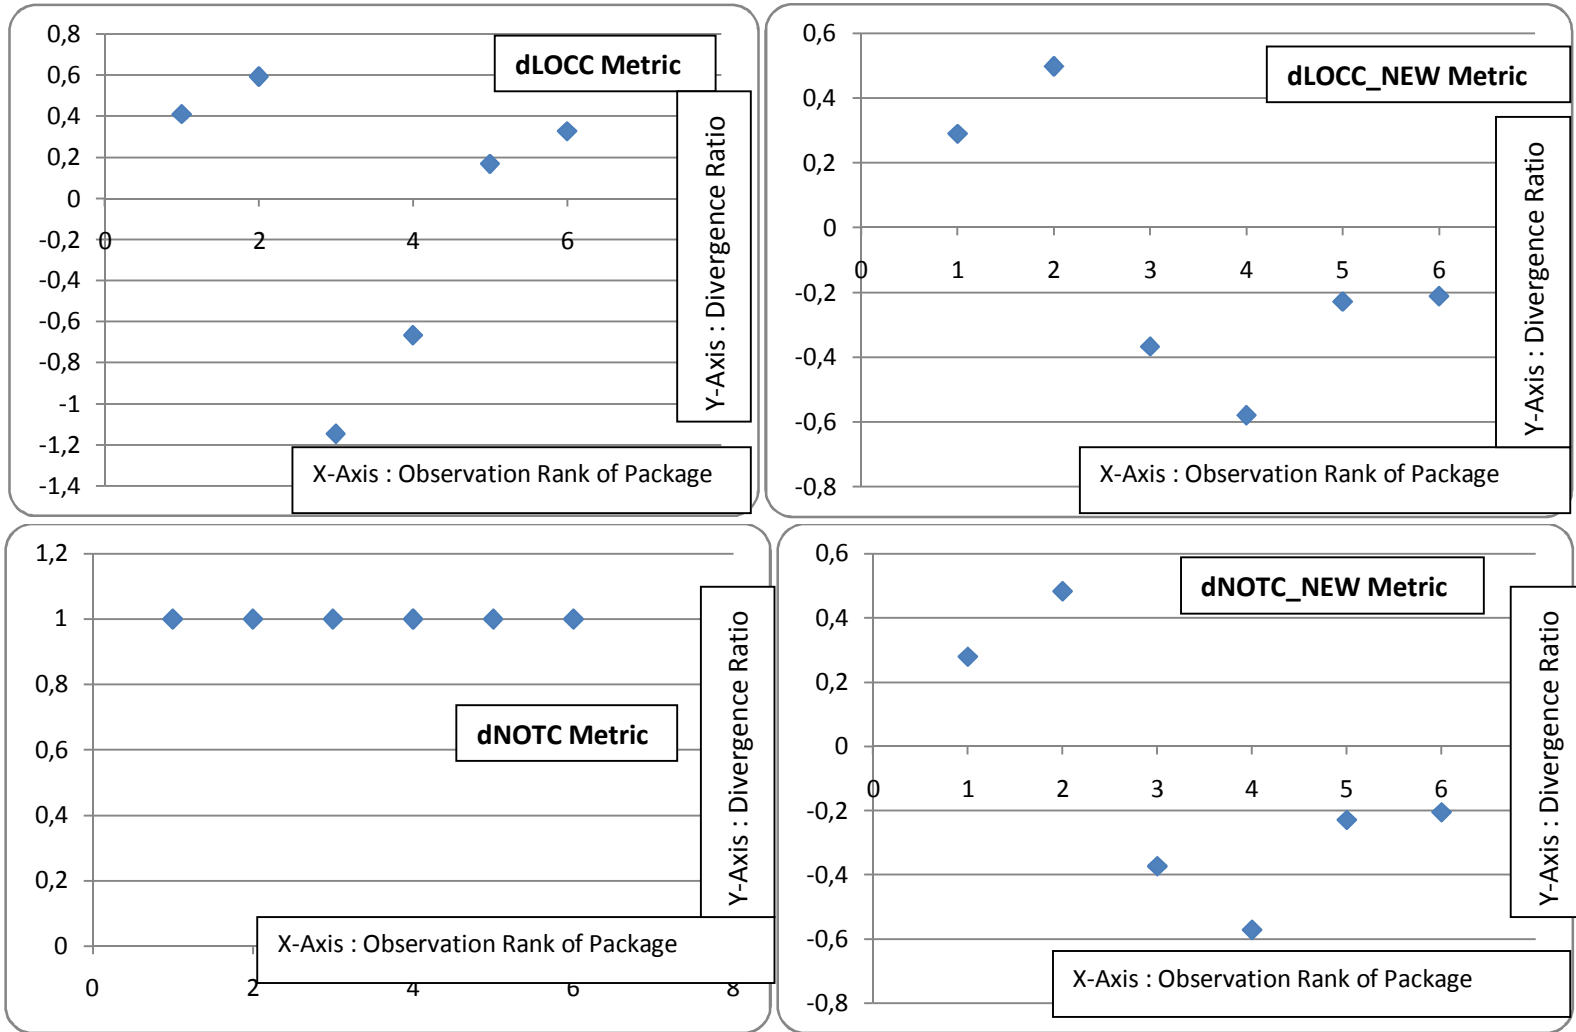 0,8
0,6
0,4
0,2
0
-0,2
-0,4
-0,6
-0,8
-1
-1,2
-1,4
0 2 4 6
dLOCC Metric
Y-Axis : Divergence Ratio
X-Axis : Observation Rank of Package
0,6
0,4
0,2
0
-0,2
-0,4
-0,6
-0,8
0 1 2 3 4 5 6
dLOCC_NEW Metric
Y-Axis : Divergence Ratio
X-Axis : Observation Rank of Package
1,2
1
0,8
0,6
0,4
0,2
0
0 2 4 6 8
dNOTC Metric
Y-Axis : Divergence Ratio
X-Axis : Observation Rank of Package
0,6
0,4
0,2
0
-0,2
-0,4
-0,6
-0,8
0 1 2 3 4 5 6
dNOTC_NEW Metric
Y-Axis : Divergence Ratio
X-Axis : Observation Rank of Package